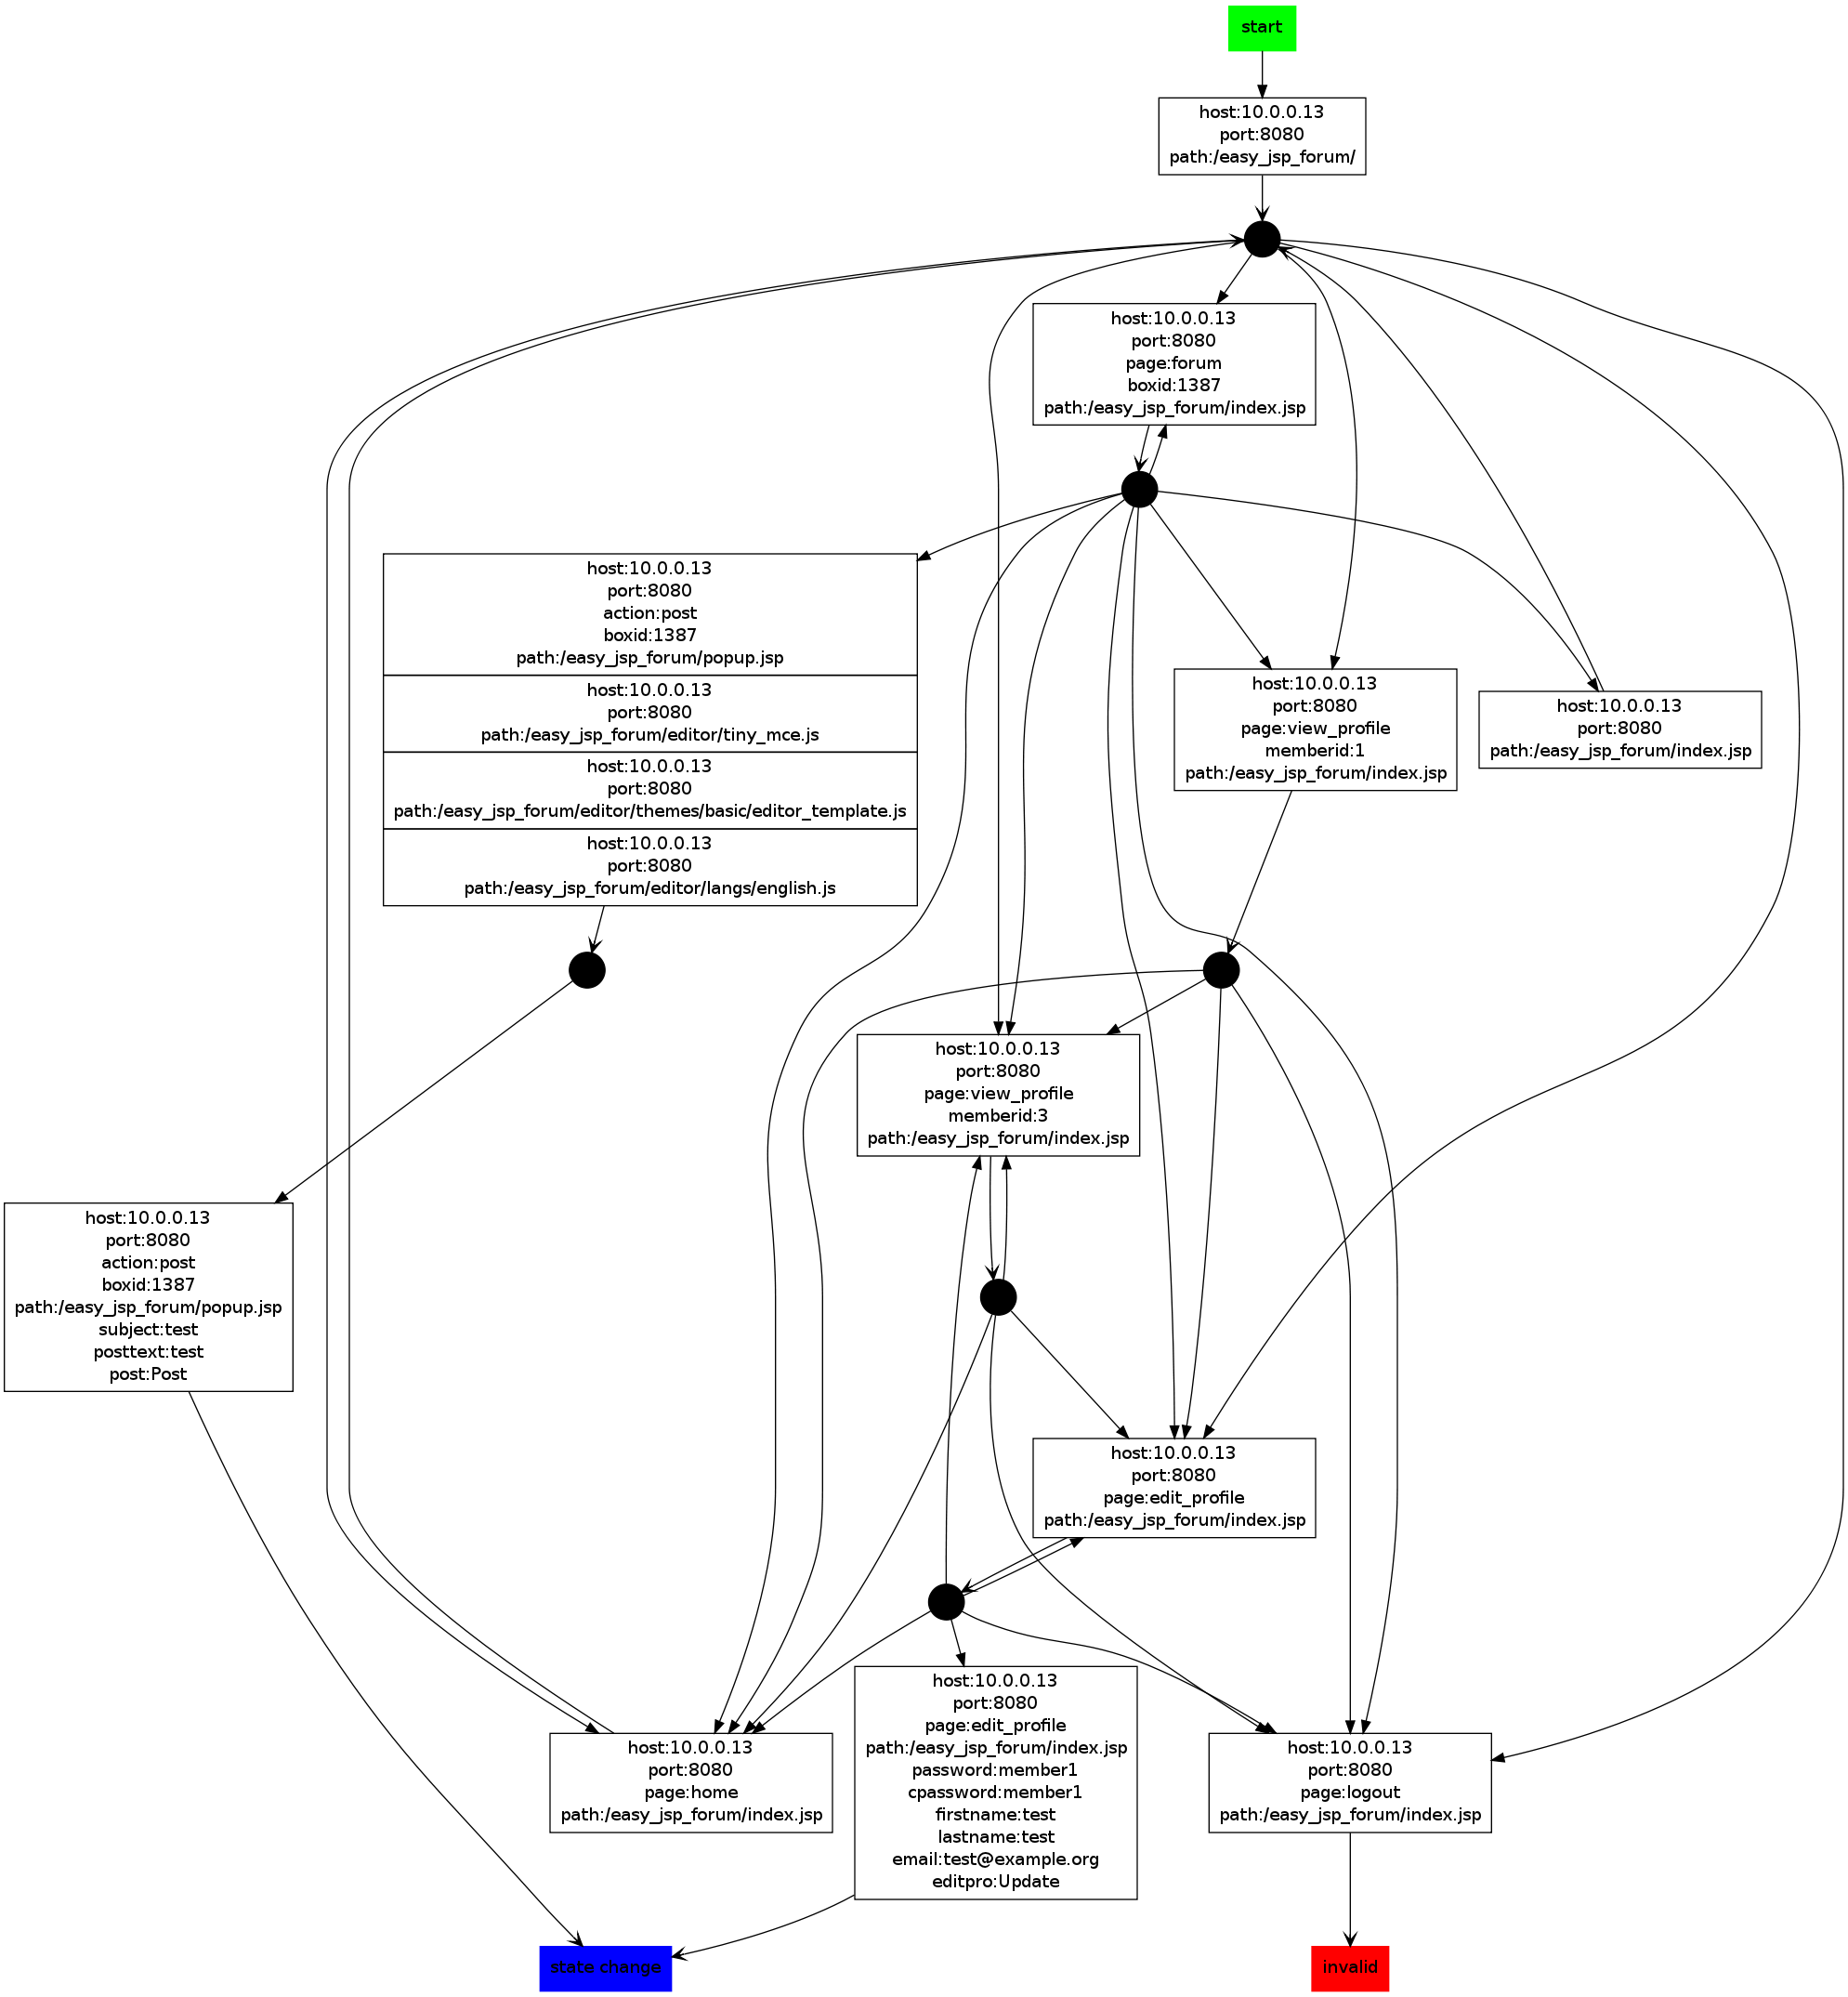 start
host:10.0.0.13
port:8080
path:/easy_jsp_forum/
host:10.0.0.13
port:8080
page:forum
boxid:1387
path:/easy_jsp_forum/index.jsp
host:10.0.0.13
port:8080
action:post
boxid:1387
path:/easy_jsp_forum/popup.jsp
host:10.0.0.13
port:8080
path:/easy_jsp_forum/editor/tiny_mce.js
host:10.0.0.13
port:8080
path:/easy_jsp_forum/editor/themes/basic/editor_template.js
host:10.0.0.13
port:8080
path:/easy_jsp_forum/editor/langs/english.js
host:10.0.0.13
port:8080
page:view_profile
memberid:1
path:/easy_jsp_forum/index.jsp
host:10.0.0.13
port:8080
path:/easy_jsp_forum/index.jsp
host:10.0.0.13
port:8080
page:view_profile
memberid:3
path:/easy_jsp_forum/index.jsp
host:10.0.0.13
port:8080
action:post
boxid:1387
path:/easy_jsp_forum/popup.jsp
subject:test
posttext:test
post:Post
host:10.0.0.13
port:8080
page:edit_profile
path:/easy_jsp_forum/index.jsp
host:10.0.0.13
port:8080
page:home
path:/easy_jsp_forum/index.jsp
host:10.0.0.13
port:8080
page:edit_profile
path:/easy_jsp_forum/index.jsp
password:member1
cpassword:member1
firstname:test
lastname:test
email:test@example.org
editpro:Update
host:10.0.0.13
port:8080
page:logout
path:/easy_jsp_forum/index.jsp
state change
invalid